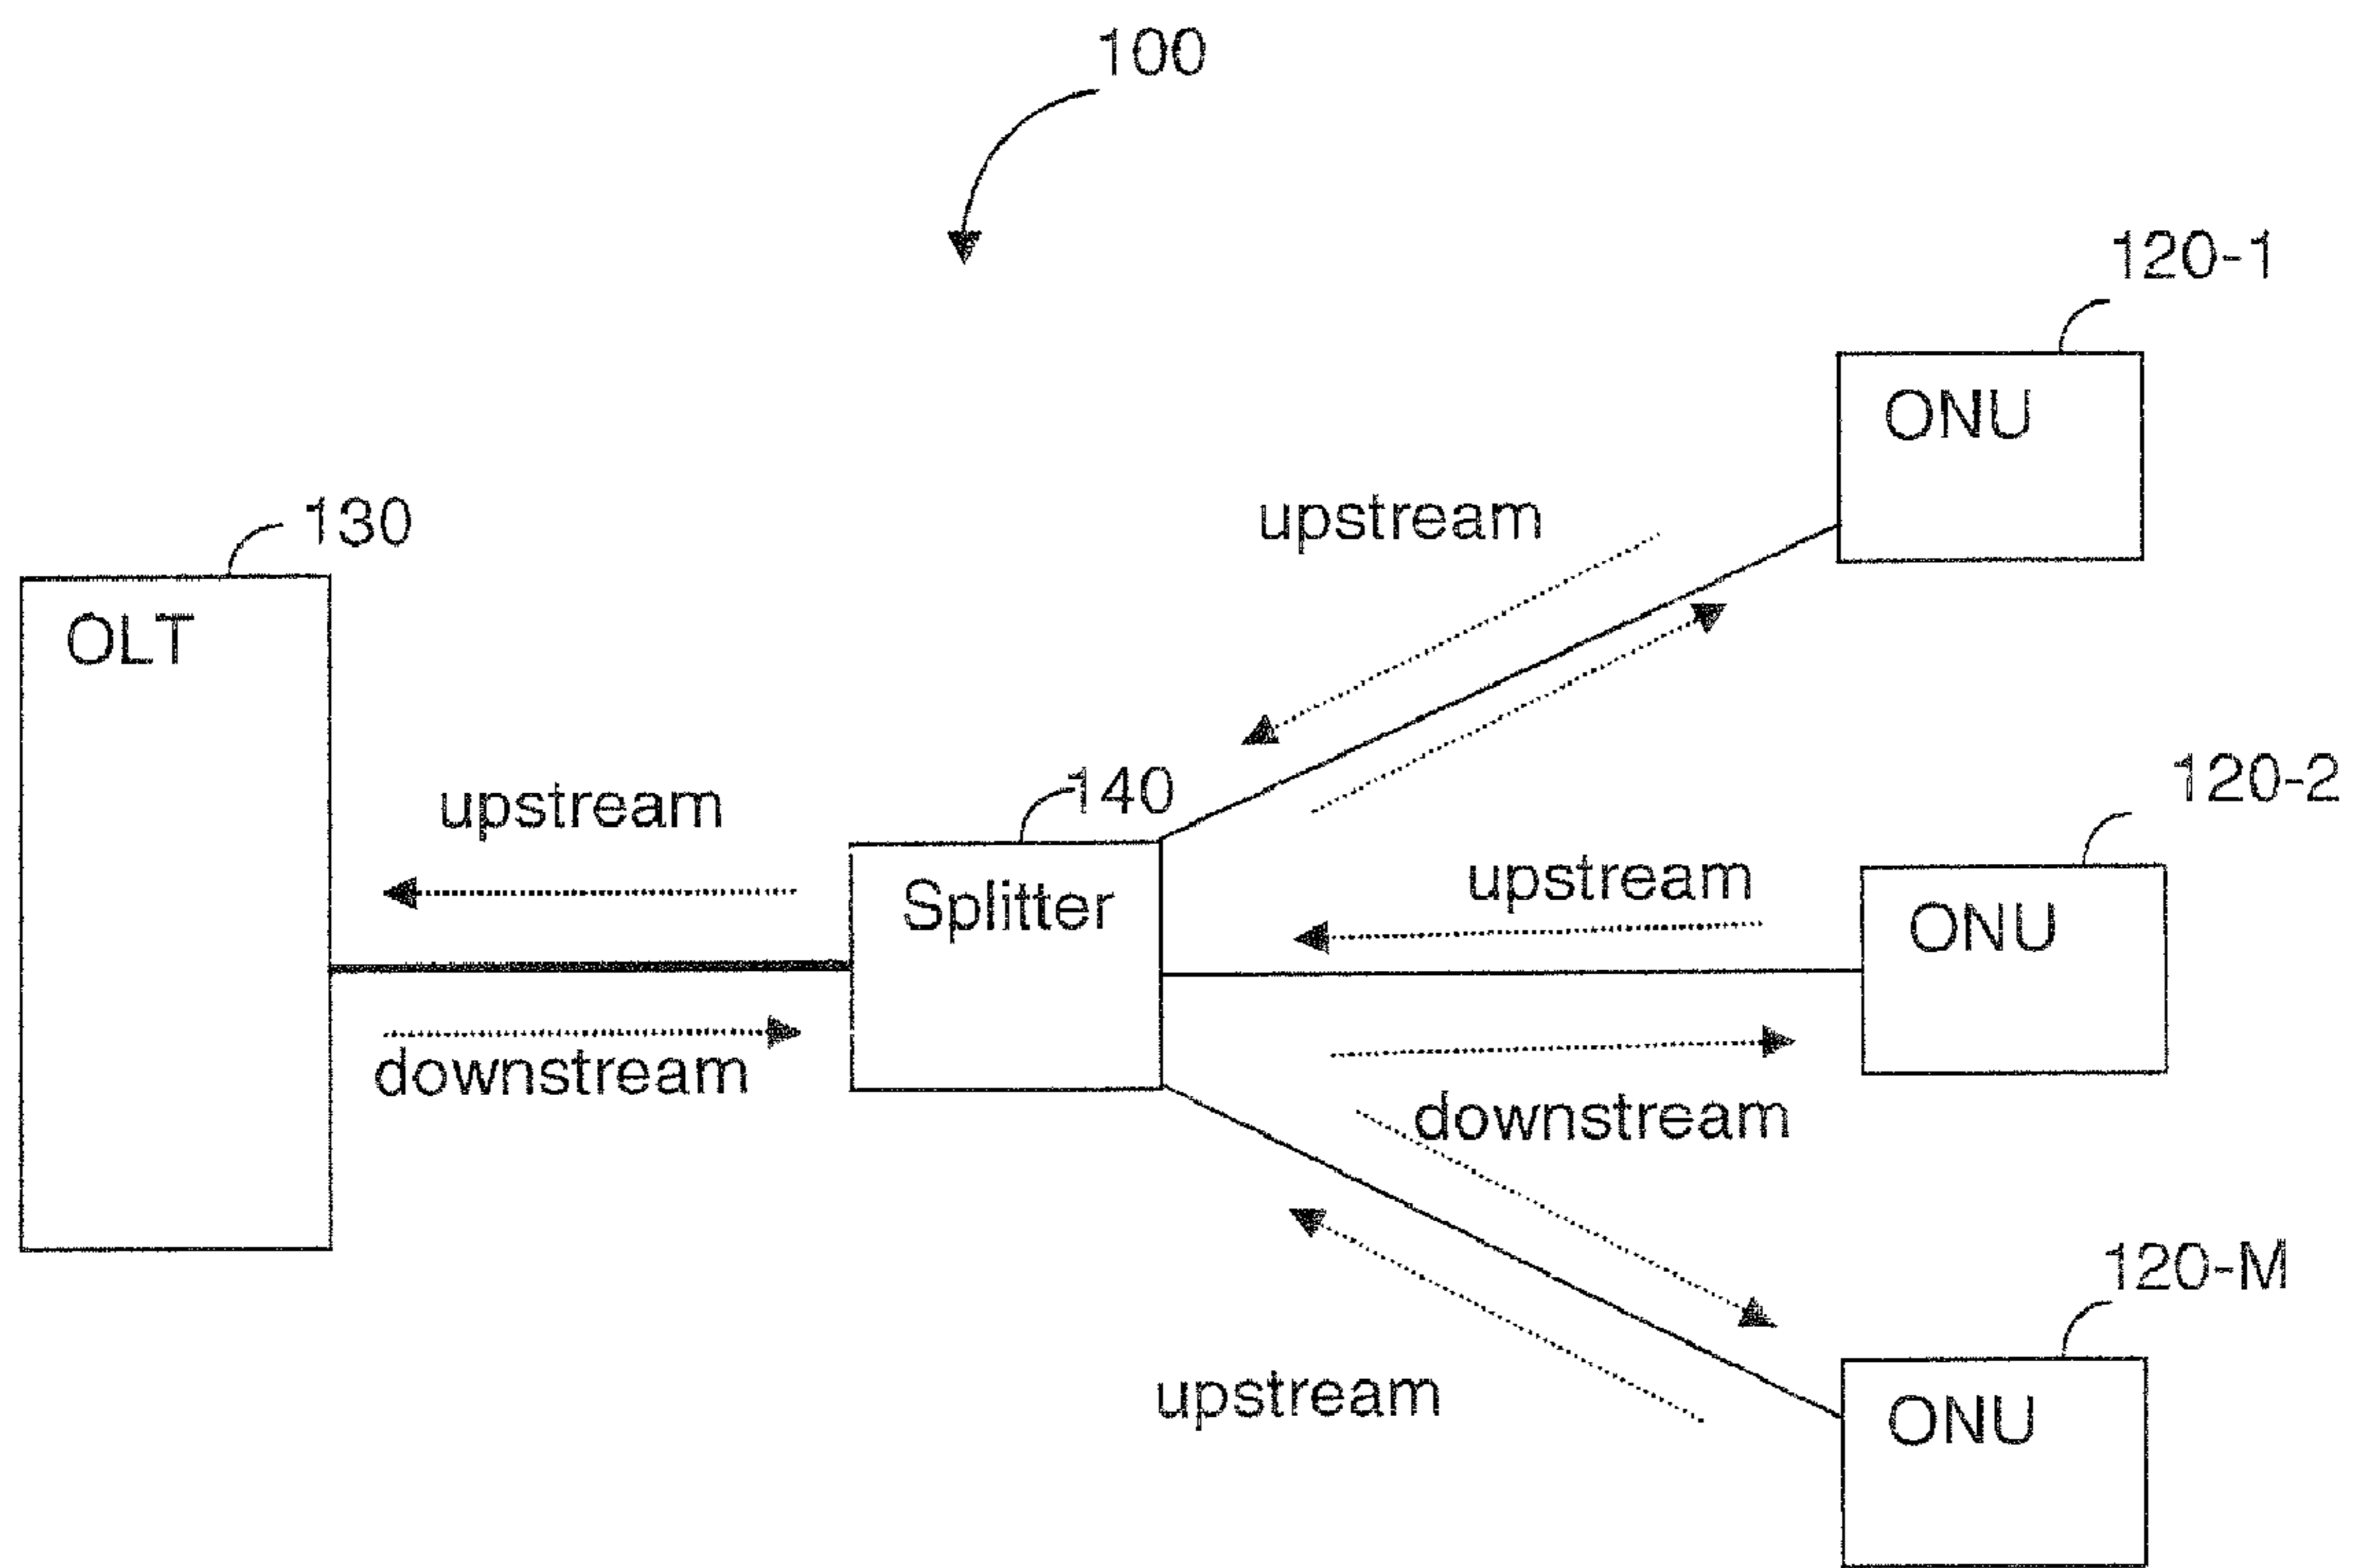 100
120-1
ONU
upstream
130
OLT
120-2
140
upstream
upstream
Splitter
ONU
downstream
downstream
120-M
upstream
ONU